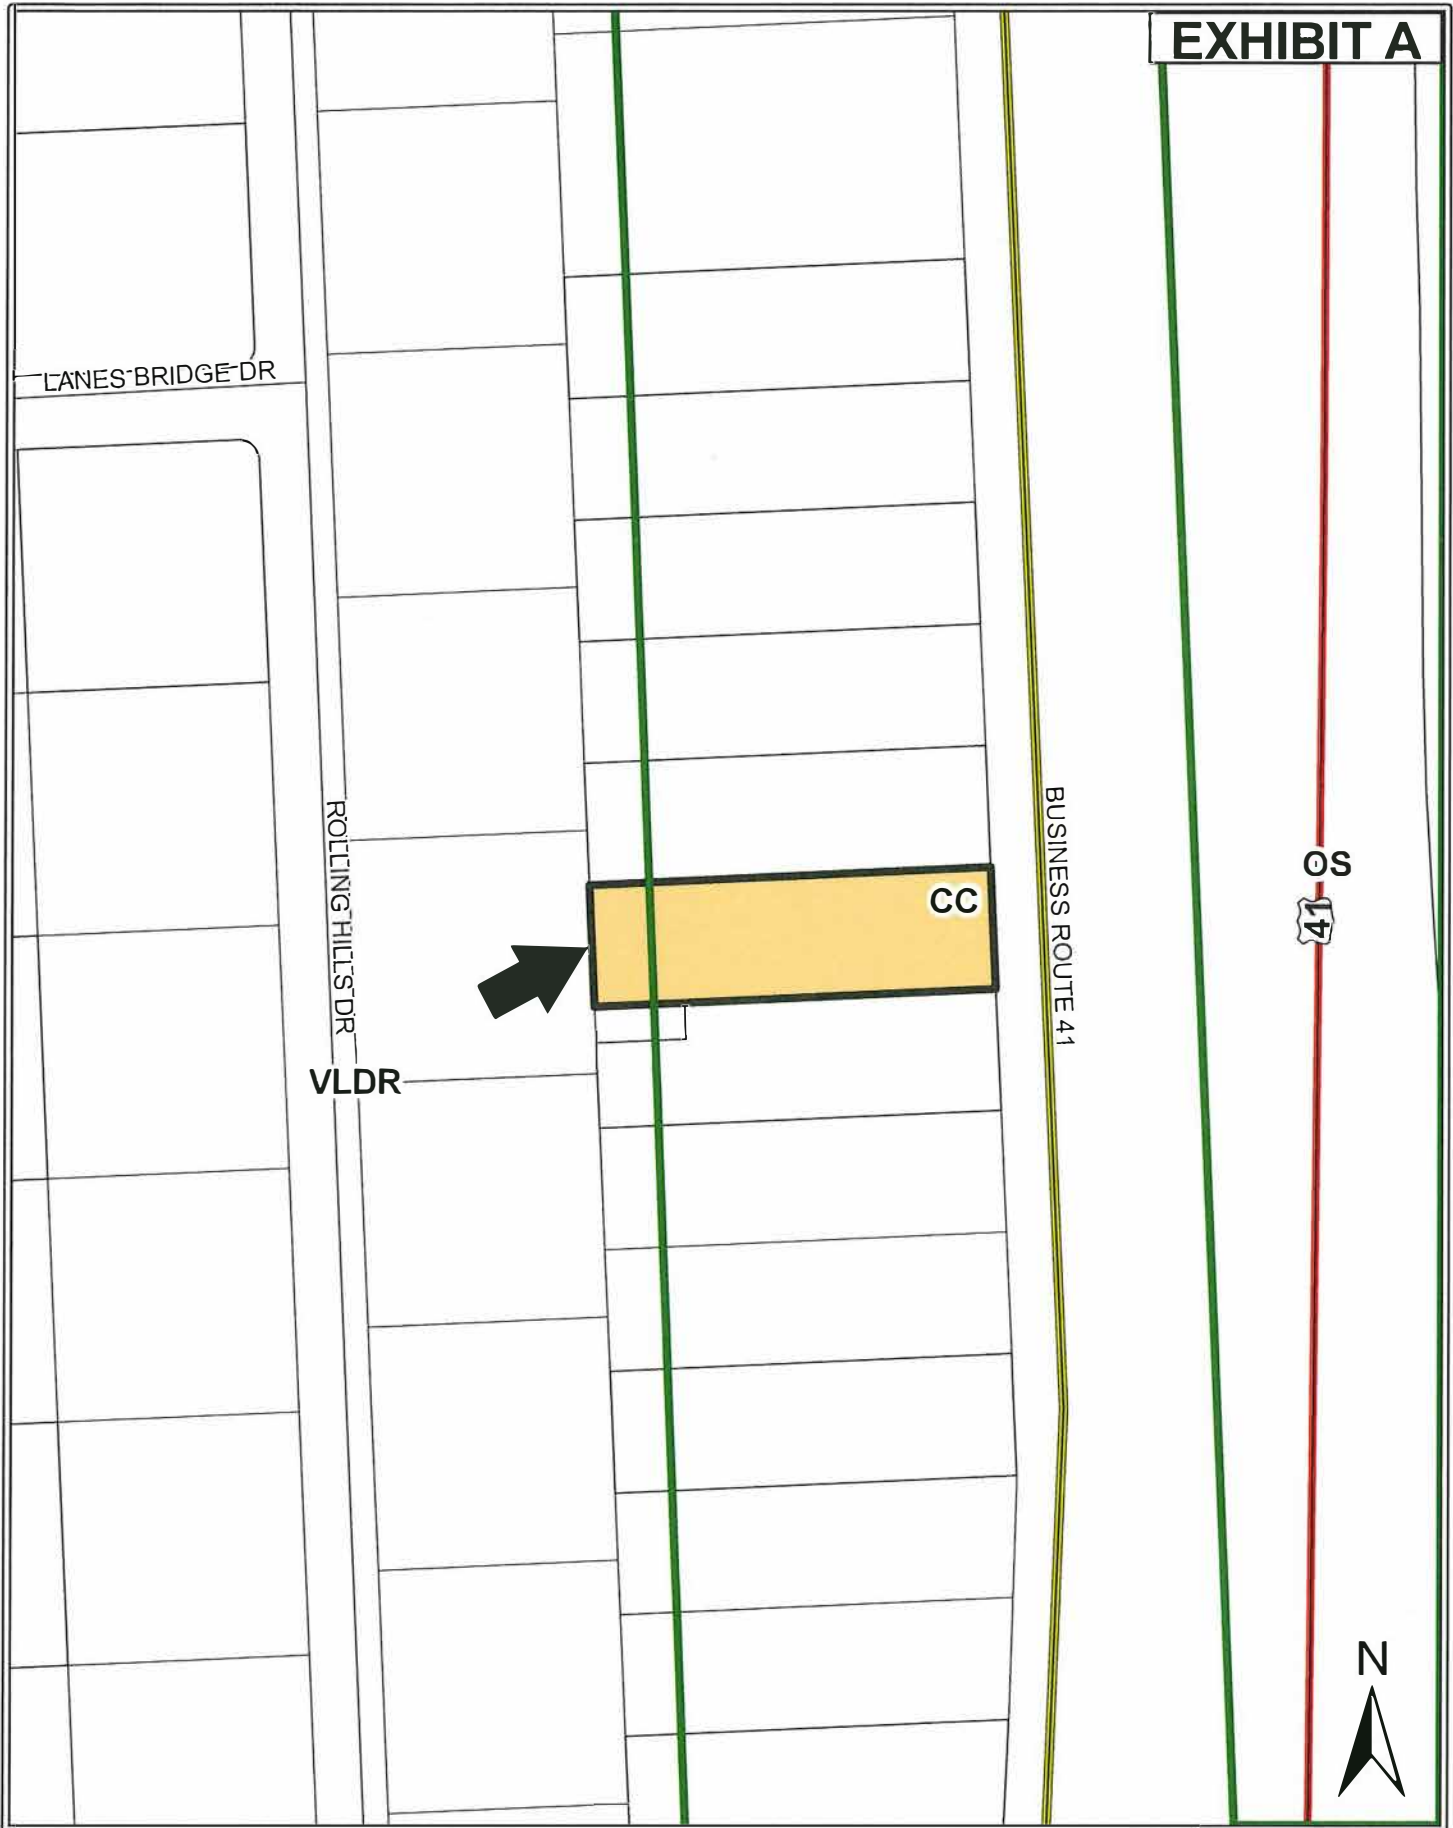 EXHIBIT A
LANES BRIDGE DR
ROLLING HILLS DR
BUSINESS ROUTE 41
OS
41
CC
VLDR
N